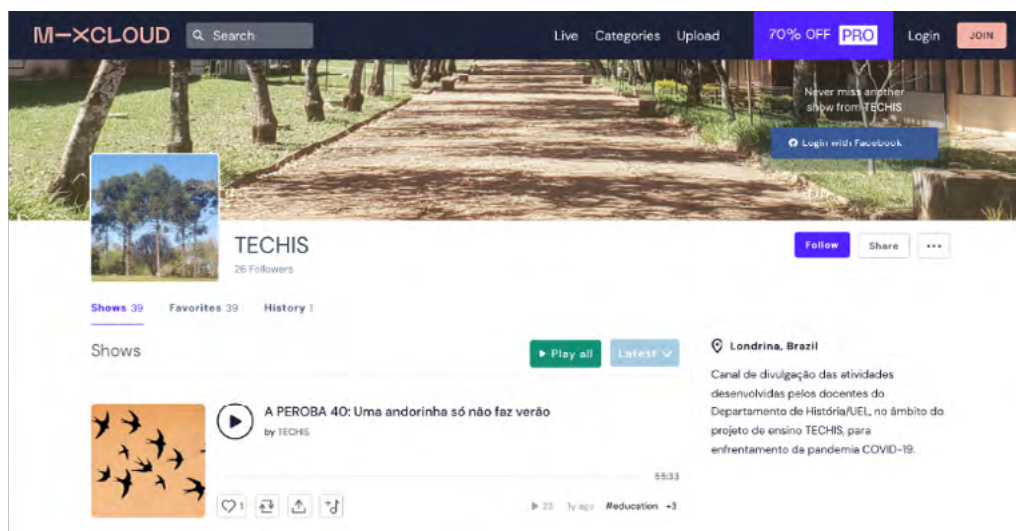 M—XCLOUD Search Live Categories Upload 70% OFF PRO Login JOIN
Never miss another
show from TECHIS
Login with Facebook
TECHIS
26 Followers
Follow Share
Shows 39 Favorites 39 History 1
Shows
Play all Latest
Londrina, Brazil
Canal de divulgação das atividades
desenvolvidas pelos docentes do
Departamento de História/UEL, no âmbito do
projeto de ensino TECHIS, para
enfrentamento da pandemia COVID-19.
A PEROBA 40: Uma andorinha só não faz verão
by TECHIS
55:33
1
23 1y ago #education +3